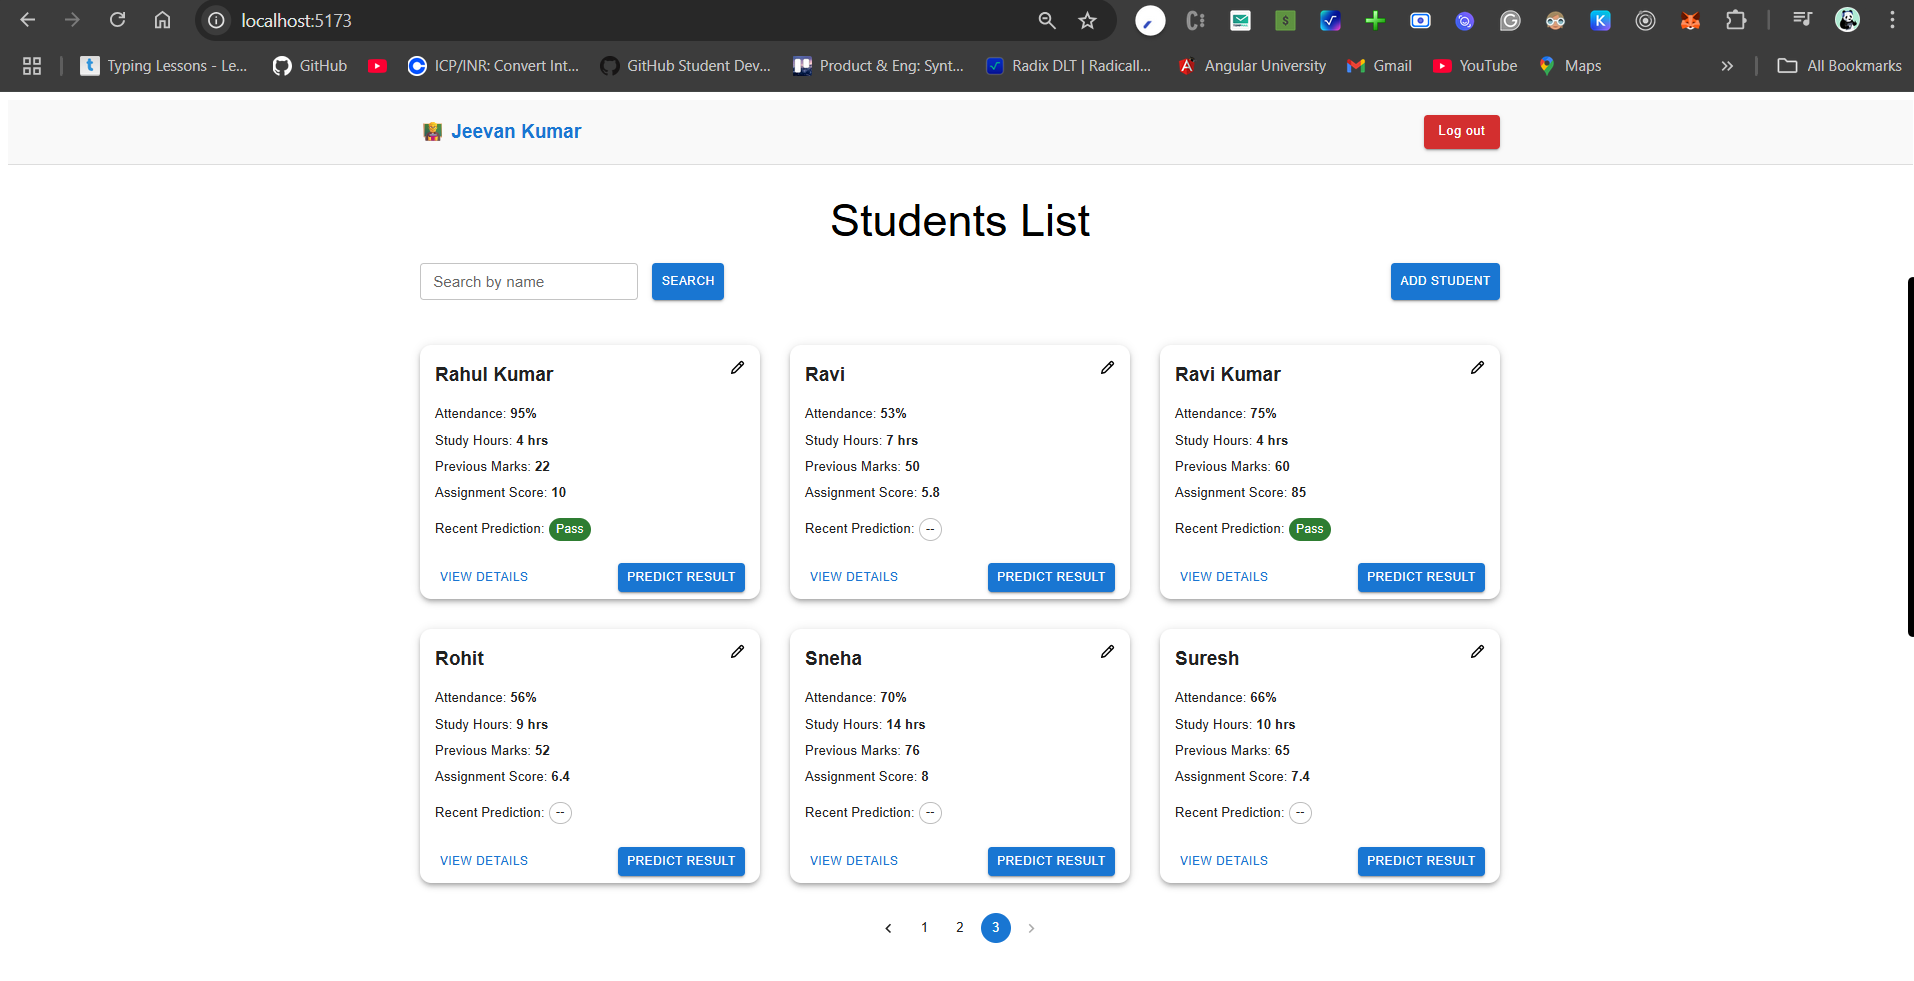 localhost:5173
Typing Lessons - Le... GitHub ICP/INR: Convert Int... GitHub Student Dev... Product & Eng: Synt... Radix DLT | Radicall... Angular University Gmail YouTube Maps » All Bookmarks
Jeevan Kumar Log out
Students List
Search by name SEARCH ADD STUDENT
Rahul Kumar
Attendance: 95%
Study Hours: 4 hrs
Previous Marks: 22
Assignment Score: 10
Recent Prediction: Pass
VIEW DETAILS PREDICT RESULT
Ravi
Attendance: 53%
Study Hours: 7 hrs
Previous Marks: 50
Assignment Score: 5.8
Recent Prediction: --
VIEW DETAILS PREDICT RESULT
Ravi Kumar
Attendance: 75%
Study Hours: 4 hrs
Previous Marks: 60
Assignment Score: 85
Recent Prediction: Pass
VIEW DETAILS PREDICT RESULT
Rohit
Attendance: 56%
Study Hours: 9 hrs
Previous Marks: 52
Assignment Score: 6.4
Recent Prediction: --
VIEW DETAILS PREDICT RESULT
Sneha
Attendance: 70%
Study Hours: 14 hrs
Previous Marks: 76
Assignment Score: 8
Recent Prediction: --
VIEW DETAILS PREDICT RESULT
Suresh
Attendance: 66%
Study Hours: 10 hrs
Previous Marks: 65
Assignment Score: 7.4
Recent Prediction: --
VIEW DETAILS PREDICT RESULT
‹ 1 2 3 ›